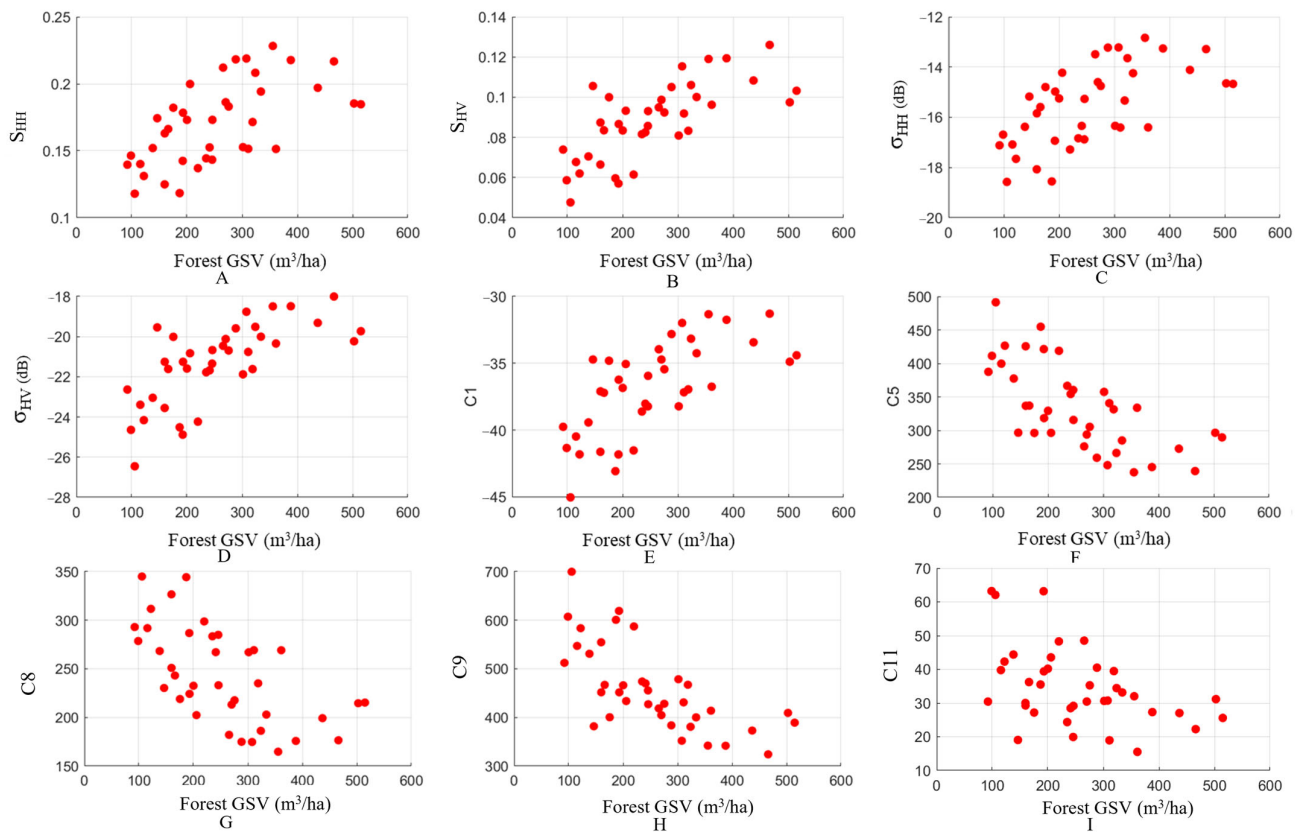 0.25
0.2
0.15
0.1
S_HH
0 100 200 300 400 500 600
Forest GSV (m³/ha)
A
0.14
0.12
0.1
0.08
0.06
0.04
S_HV
0 100 200 300 400 500 600
Forest GSV (m³/ha)
B
−12
−14
−16
−18
−20
σ_HH (dB)
0 100 200 300 400 500 600
Forest GSV (m³/ha)
C
-18
-20
-22
-24
-26
-28
σ_HV (dB)
0 100 200 300 400 500 600
Forest GSV (m³/ha)
D
−30
−35
−40
−45
C1
0 100 200 300 400 500 600
Forest GSV (m³/ha)
E
500
450
400
350
300
250
200
C5
0 100 200 300 400 500 600
Forest GSV (m³/ha)
F
350
300
250
200
150
C8
0 100 200 300 400 500 600
Forest GSV (m³/ha)
G
700
600
500
400
300
C9
0 100 200 300 400 500 600
Forest GSV (m³/ha)
H
70
60
50
40
30
20
10
C11
0 100 200 300 400 500 600
Forest GSV (m³/ha)
I